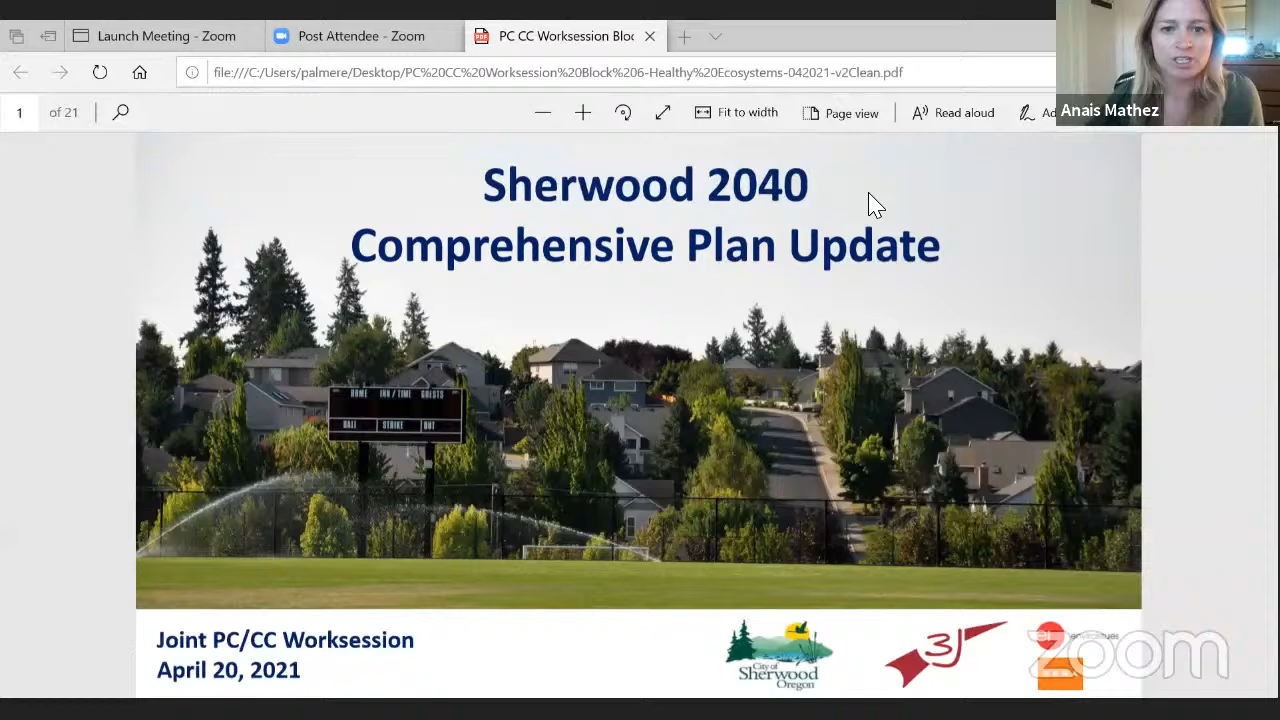 Launch Meeting - Zoom
Post Attendee - Zoom
PC CC Worksession Bloc
file:///C:/Users/palmere/Desktop/PC%20CC%20Worksession%20Block%206-Healthy%20Ecosystems-042021-v2Clean.pdf
1 of 21
Fit to width
Page view
Read aloud
Anais Mathez
Sherwood 2040
Comprehensive Plan Update
HOME INN/TIME GUESTS
BALL STRIKE OUT
Joint PC/CC Worksession
April 20, 2021
City of
Sherwood
Oregon
3J
zoom